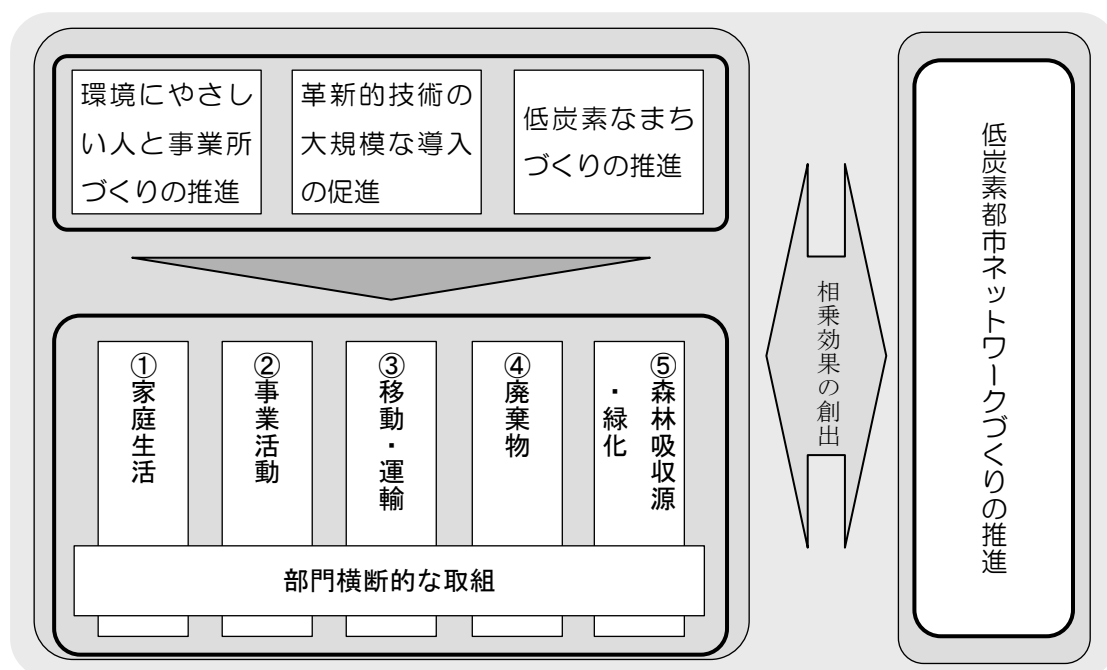 環境にやさし
い人と事業所
づくりの推進
革新的技術の
大規模な導入
の促進
低炭素なまち
づくりの推進
①家庭生活
②事業活動
③移動・運輸
④廃棄物
⑤森林吸収源
・緑化
部門横断的な取組
相乗効果の創出
低炭素都市ネットワークづくりの推進